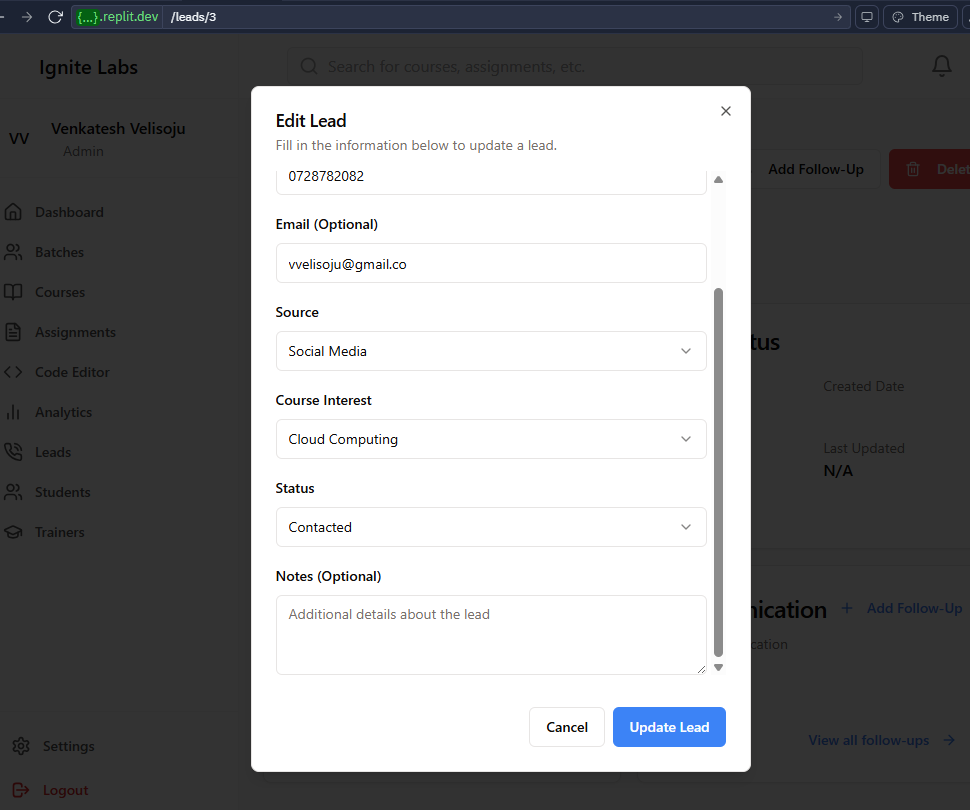 {...}.replit.dev /leads/3
Theme
Ignite Labs
Search for courses, assignments, etc.
VV
Venkatesh Velisoju
Admin
Dashboard
Batches
Courses
Assignments
Code Editor
Analytics
Leads
Students
Trainers
Settings
Logout
Edit Lead
Fill in the information below to update a lead.
0728782082
Email (Optional)
vvelisoju@gmail.co
Source
Social Media
Course Interest
Cloud Computing
Status
Contacted
Notes (Optional)
Additional details about the lead
Cancel
Update Lead
Add Follow-Up
Delet
tus
Created Date
Last Updated
N/A
nication
Add Follow-Up
cation
View all follow-ups